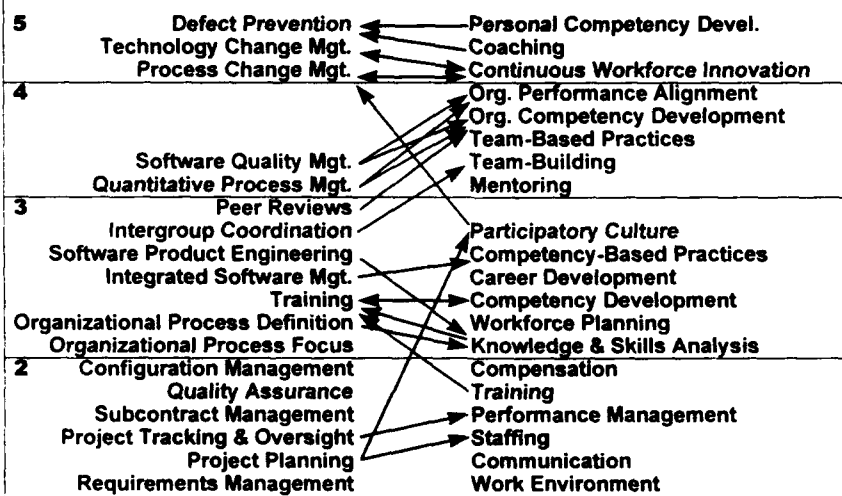 5 Defect Prevention Personal Competency Devel.
Technology Change Mgt. Coaching
Process Change Mgt. Continuous Workforce Innovation
4 Org. Performance Alignment
Org. Competency Development
Team-Based Practices
Software Quality Mgt. Team-Building
Quantitative Process Mgt. Mentoring
3 Peer Reviews
Intergroup Coordination Participatory Culture
Software Product Engineering Competency-Based Practices
Integrated Software Mgt. Career Development
Training Competency Development
Organizational Process Definition Workforce Planning
Organizational Process Focus Knowledge & Skills Analysis
2 Configuration Management Compensation
Quality Assurance Training
Subcontract Management Performance Management
Project Tracking & Oversight Staffing
Project Planning Communication
Requirements Management Work Environment